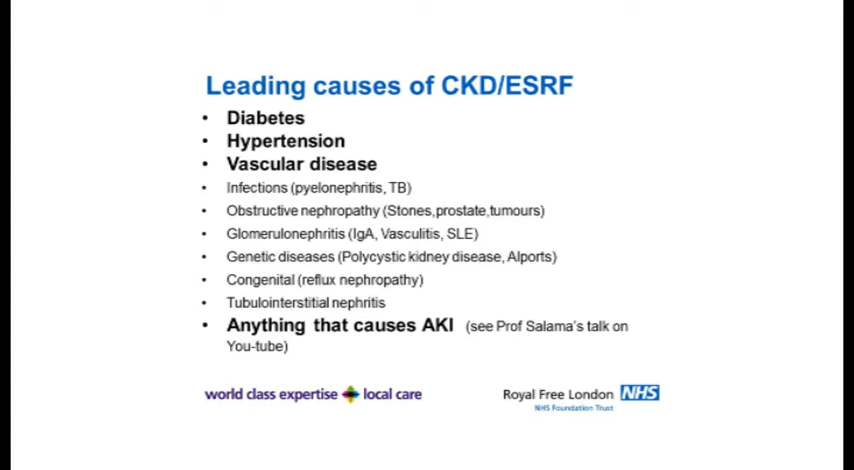 Leading causes of CKD/ESRF
• Diabetes
• Hypertension
• Vascular disease
• Infections (pyelonephritis, TB)
• Obstructive nephropathy (Stones,prostate,tumours)
• Glomerulonephritis (IgA, Vasculitis, SLE)
• Genetic diseases (Polycystic kidney disease, Alports)
• Congenital (reflux nephropathy)
• Tubulointerstitial nephritis
• Anything that causes AKI (see Prof Salama's talk on
You-tube)
world class expertise local care
Royal Free London NHS
NHS Foundation Trust